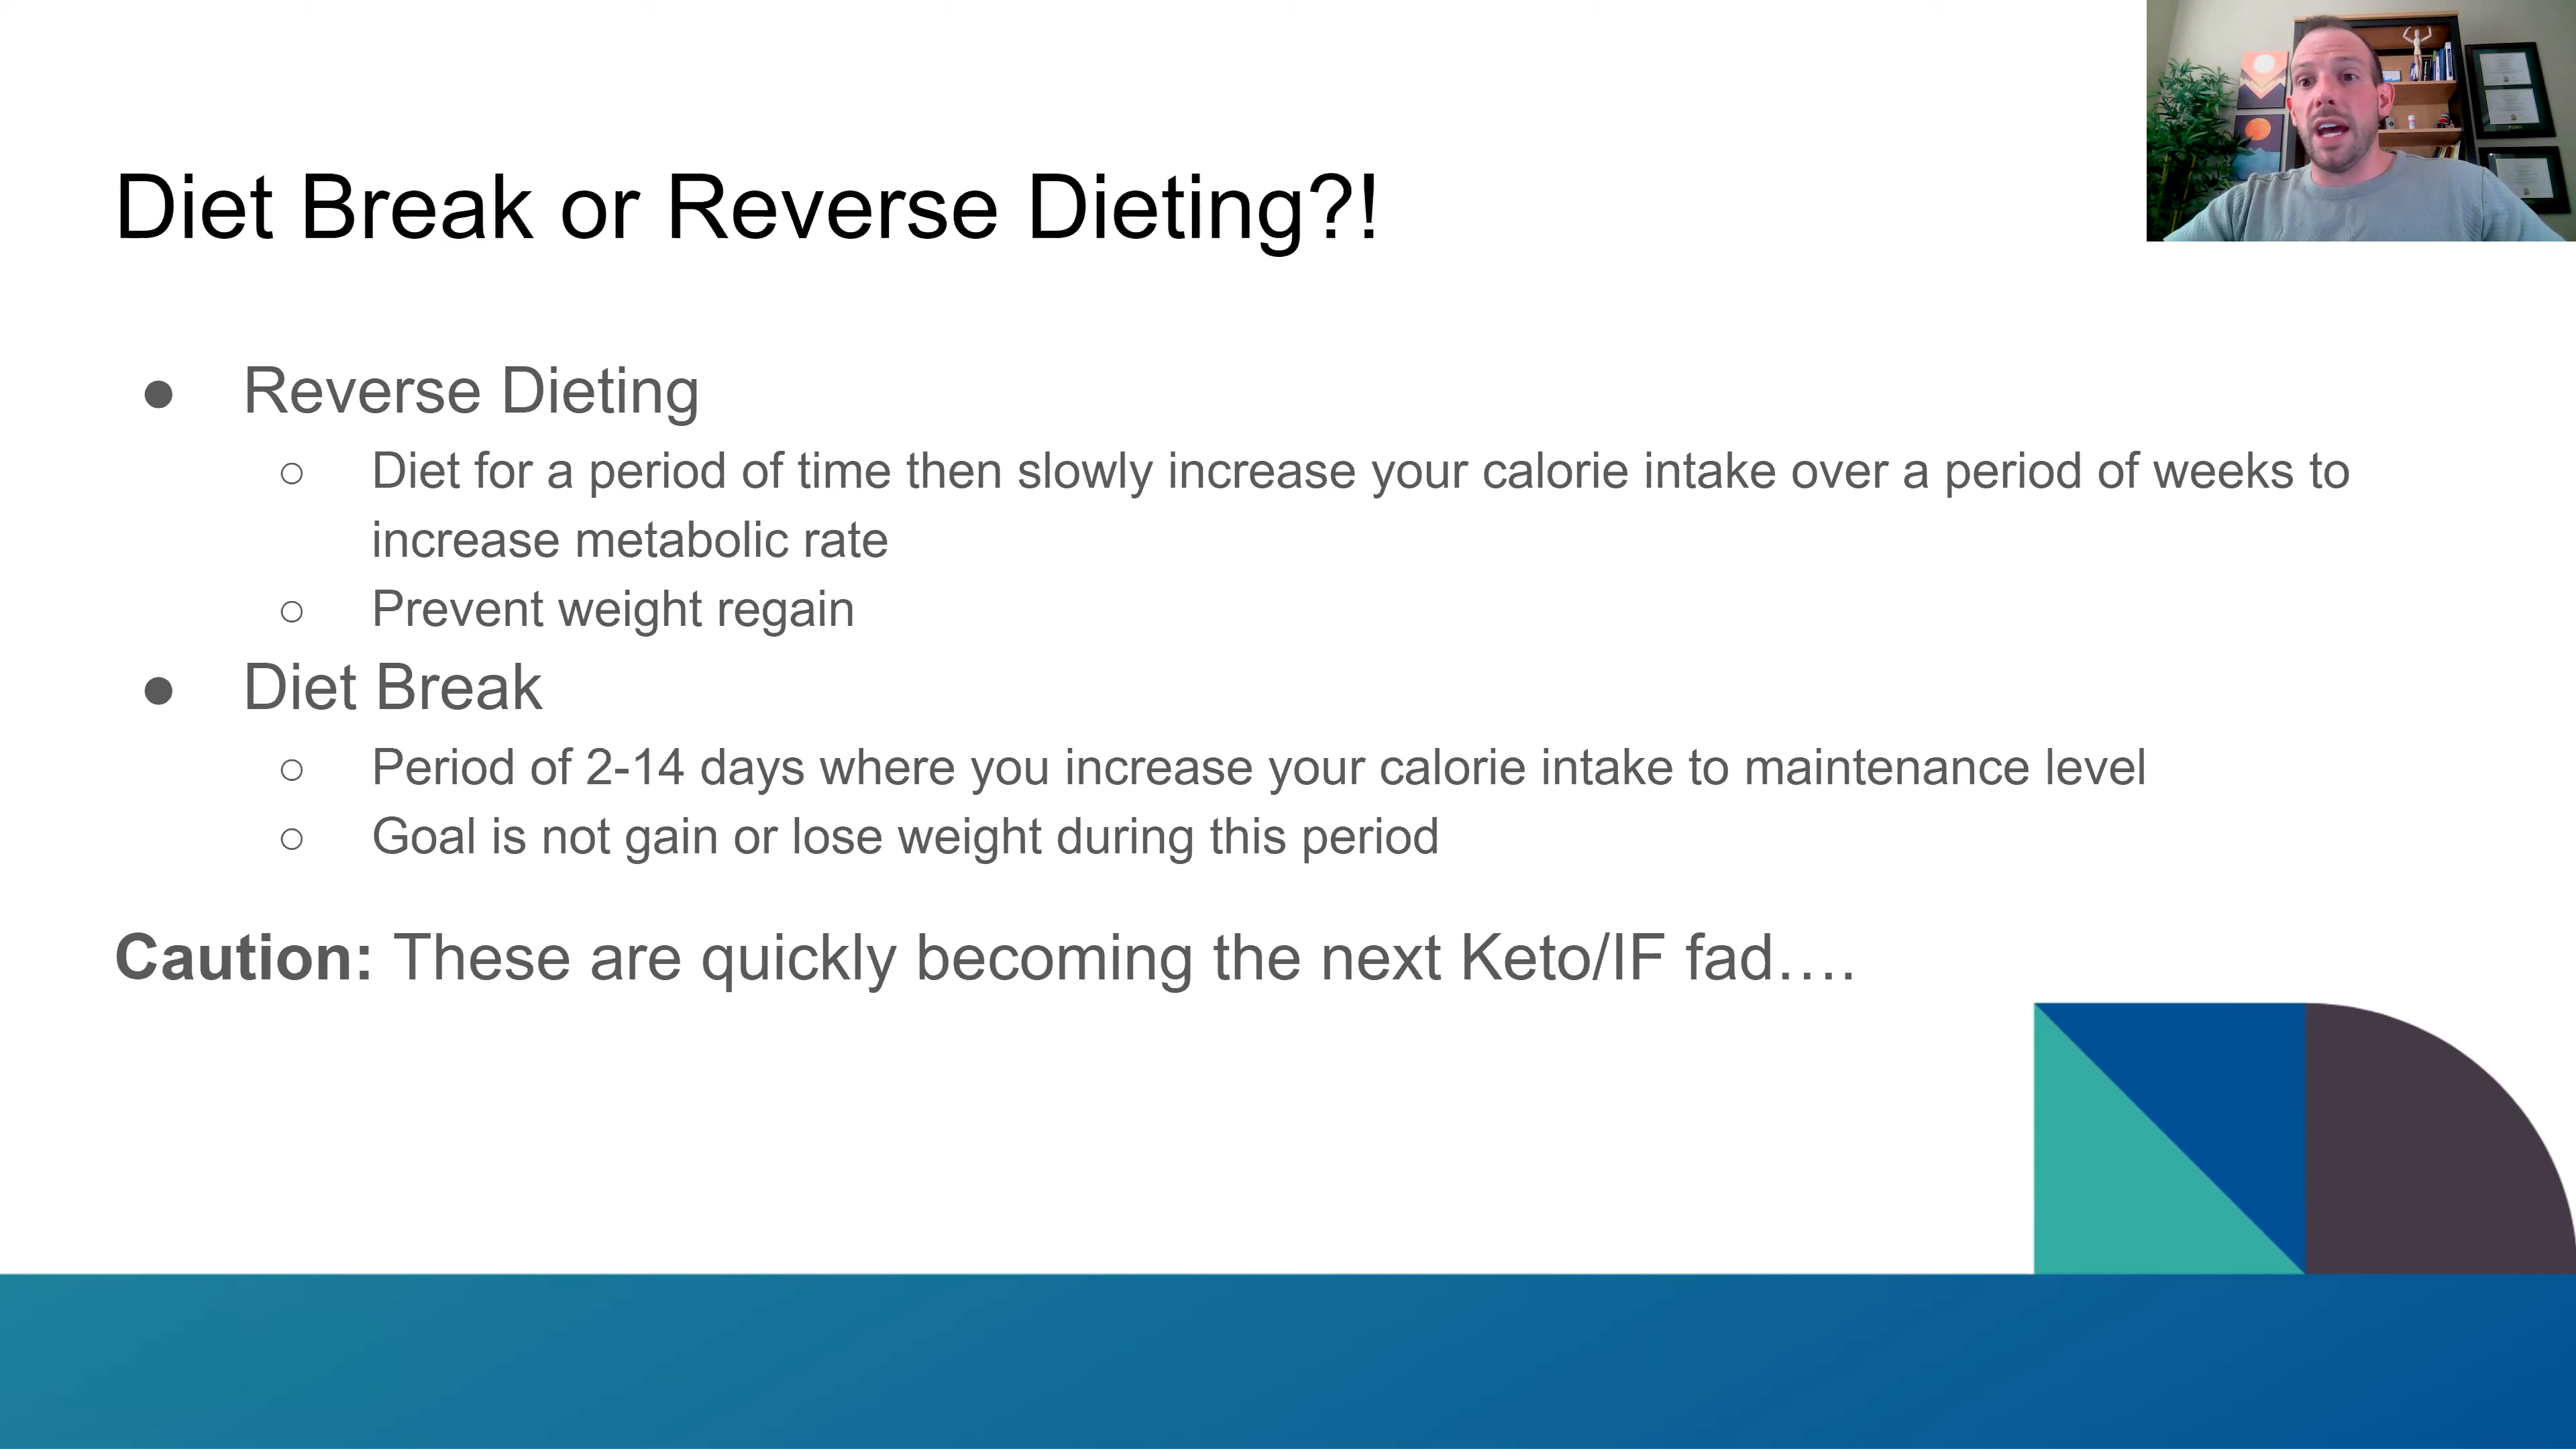 Diet Break or Reverse Dieting?!
● Reverse Dieting
○ Diet for a period of time then slowly increase your calorie intake over a period of weeks to
increase metabolic rate
○ Prevent weight regain
● Diet Break
○ Period of 2-14 days where you increase your calorie intake to maintenance level
○ Goal is not gain or lose weight during this period
Caution: These are quickly becoming the next Keto/IF fad….